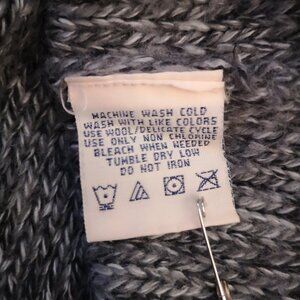 MACHINE WASH COLD
WASH WITH LIKE COLORS
USE WOOL/DELICATE CYCLE
USE ONLY NON CHLORINE
BLEACH WHEN NEEDED
TUMBLE DRY LOW
DO NOT IRON